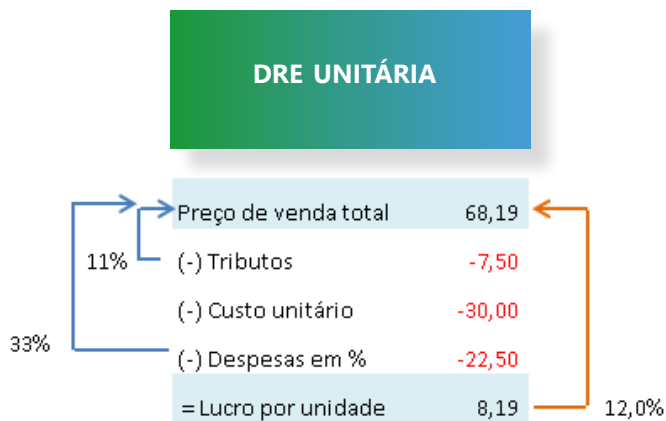 DRE UNITÁRIA
Preço de venda total 68,19
11% (-) Tributos -7,50
(-) Custo unitário -30,00
33% (-) Despesas em % -22,50
= Lucro por unidade 8,19 12,0%